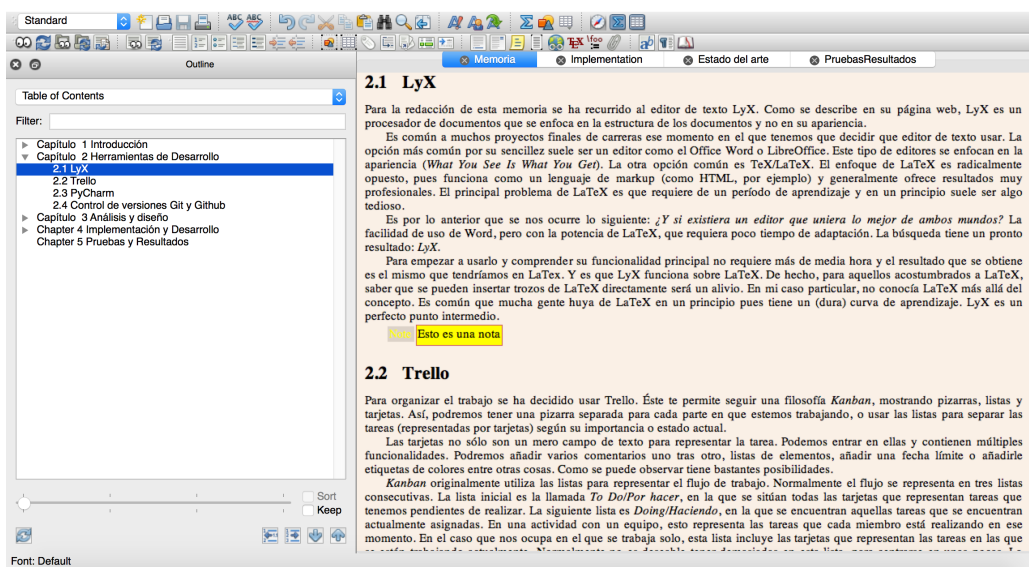 Standard
ABC ABC
TEX foo
ab
Outline
Memoria Implementation Estado del arte PruebasResultados
Table of Contents
Filter:
Capítulo 1 Introducción
Capítulo 2 Herramientas de Desarrollo
2.1 LyX
2.2 Trello
2.3 PyCharm
2.4 Control de versiones Git y Github
Capítulo 3 Análisis y diseño
Chapter 4 Implementación y Desarrollo
Chapter 5 Pruebas y Resultados
Sort
Keep
Font: Default
2.1 LyX
Para la redacción de esta memoria se ha recurrido al editor de texto LyX. Como se describe en su página web, LyX es un
procesador de documentos que se enfoca en la estructura de los documentos y no en su apariencia.
Es común a muchos proyectos finales de carreras ese momento en el que tenemos que decidir que editor de texto usar. La
opción más común por su sencillez suele ser un editor como el Office Word o LibreOffice. Este tipo de editores se enfocan en la
apariencia (What You See Is What You Get). La otra opción común es TeX/LaTeX. El enfoque de LaTeX es radicalmente
opuesto, pues funciona como un lenguaje de markup (como HTML, por ejemplo) y generalmente ofrece resultados muy
profesionales. El principal problema de LaTeX es que requiere de un período de aprendizaje y en un principio suele ser algo
tedioso.
Es por lo anterior que se nos ocurre lo siguiente: ¿Y si existiera un editor que uniera lo mejor de ambos mundos? La
facilidad de uso de Word, pero con la potencia de LaTeX, que requiera poco tiempo de adaptación. La búsqueda tiene un pronto
resultado: LyX.
Para empezar a usarlo y comprender su funcionalidad principal no requiere más de media hora y el resultado que se obtiene
es el mismo que tendríamos en LaTex. Y es que LyX funciona sobre LaTeX. De hecho, para aquellos acostumbrados a LaTeX,
saber que se pueden insertar trozos de LaTeX directamente será un alivio. En mi caso particular, no conocía LaTeX más allá del
concepto. Es común que mucha gente huya de LaTeX en un principio pues tiene un (dura) curva de aprendizaje. LyX es un
perfecto punto intermedio.
Esto es una nota
2.2 Trello
Para organizar el trabajo se ha decidido usar Trello. Éste te permite seguir una filosofía Kanban, mostrando pizarras, listas y
tarjetas. Así, podremos tener una pizarra separada para cada parte en que estemos trabajando, o usar las listas para separar las
tareas (representadas por tarjetas) según su importancia o estado actual.
Las tarjetas no sólo son un mero campo de texto para representar la tarea. Podemos entrar en ellas y contienen múltiples
funcionalidades. Podremos añadir varios comentarios uno tras otro, listas de elementos, añadir una fecha límite o añadirle
etiquetas de colores entre otras cosas. Como se puede observar tiene bastantes posibilidades.
Kanban originalmente utiliza las listas para representar el flujo de trabajo. Normalmente el flujo se representa en tres listas
consecutivas. La lista inicial es la llamada To Do/Por hacer, en la que se sitúan todas las tarjetas que representan tareas que
tenemos pendientes de realizar. La siguiente lista es Doing/Haciendo, en la que se encuentran aquellas tareas que se encuentran
actualmente asignadas. En una actividad con un equipo, esto representa las tareas que cada miembro está realizando en ese
momento. En el caso que nos ocupa en el que se trabaja solo, esta lista incluye las tarjetas que representan las tareas en las que